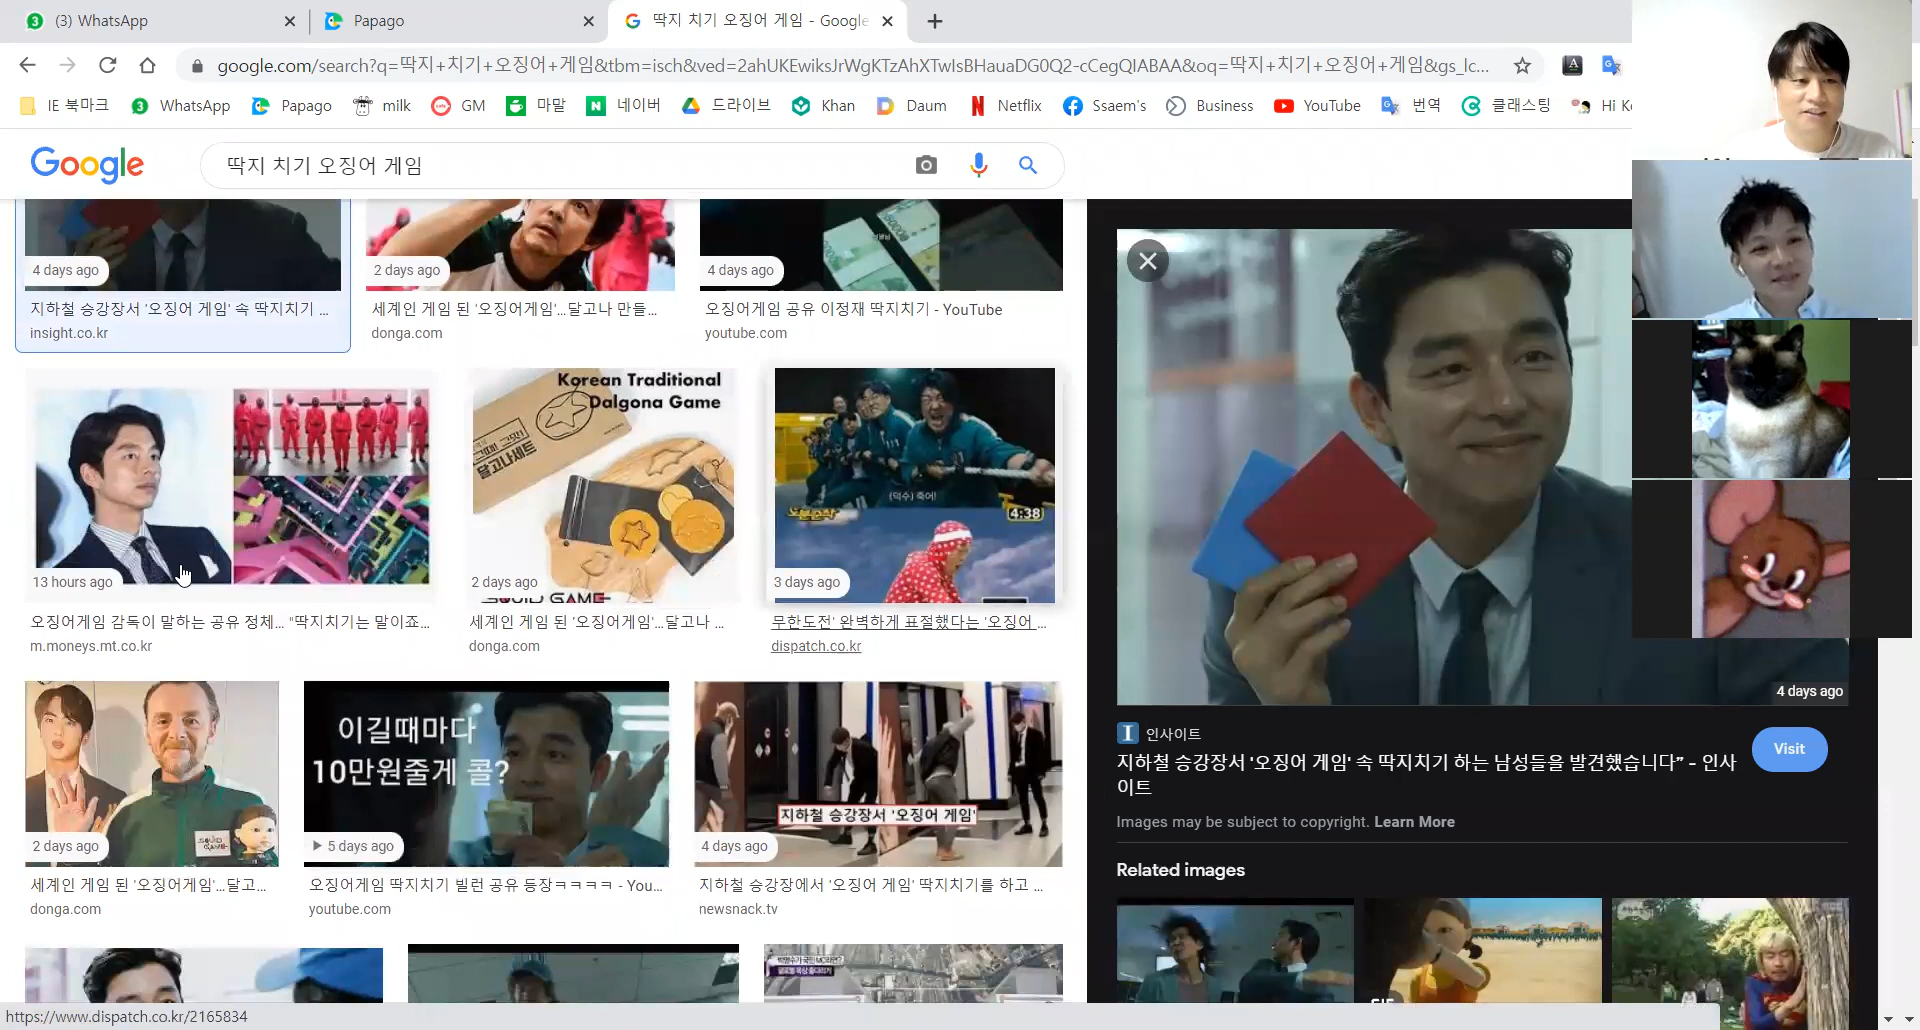 (3) WhatsApp
Papago
딱지 치기 오징어 게임 - Google
google.com/search?q=딱지+치기+오징어+게임&tbm=isch&ved=2ahUKEwiksJrWgKTzAhXTwIsBHauaDG0Q2-cCegQIABAA&oq=딱지+치기+오징어+게임&gs_lc...
IE 북마크 WhatsApp Papago milk GM 마말 네이버 드라이브 Khan Daum Netflix Ssaem's Business YouTube 번역 클래스팅
Google
딱지 치기 오징어 게임
4 days ago
지하철 승강장서 '오징어 게임' 속 딱지치기 ...
insight.co.kr
2 days ago
세계인 게임 된 '오징어게임'...달고나 만들...
donga.com
4 days ago
오징어게임 공유 이정재 딱지치기 - YouTube
youtube.com
13 hours ago
오징어게임 감독이 말하는 공유 정체... "딱지치기는 말이죠...
m.moneys.mt.co.kr
Korean Traditional
Dalgona Game
달고나세트
2 days ago
SQUID GAME
세계인 게임 된 '오징어게임'...달고나 ...
donga.com
(덕수) 죽어!
4:38
3 days ago
무한도전' 완벽하게 표절했다는 '오징어 ...
dispatch.co.kr
2 days ago
세계인 게임 된 '오징어게임'...달고...
donga.com
이길때마다
10만원줄게 콜?
5 days ago
오징어게임 딱지치기 빌런 공유 등장ㅋㅋㅋㅋ - You...
youtube.com
지하철 승강장서 '오징어 게임'
4 days ago
지하철 승강장에서 '오징어 게임' 딱지치기를 하고 ...
newsnack.tv
4 days ago
인사이트
지하철 승강장서 '오징어 게임' 속 딱지치기 하는 남성들을 발견했습니다” - 인사
이트
Visit
Images may be subject to copyright. Learn More
Related images
https://www.dispatch.co.kr/2165834